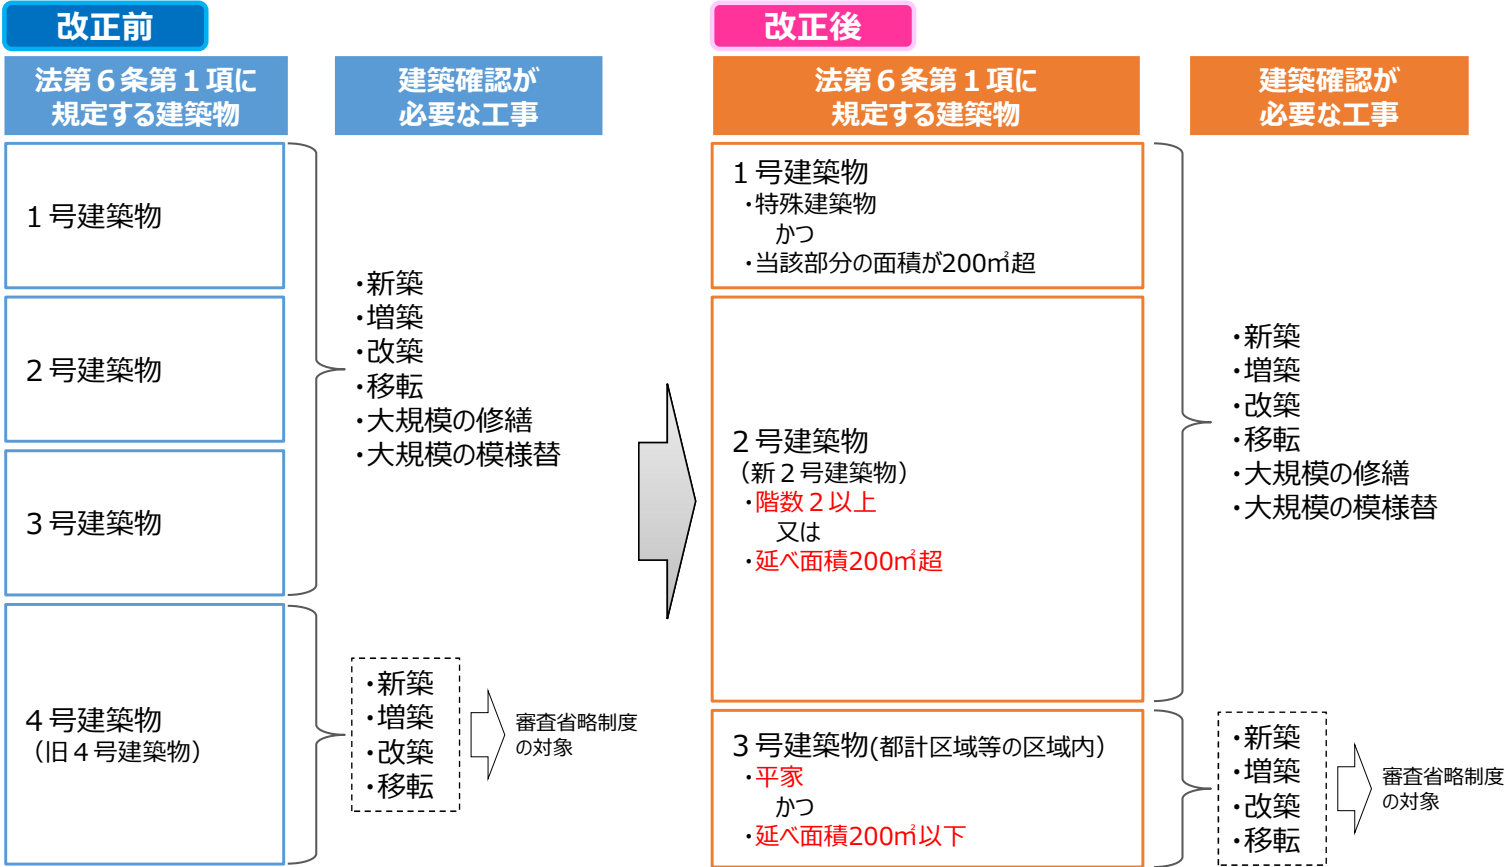 改正前
法第６条第１項に
規定する建築物
建築確認が
必要な工事
１号建築物
２号建築物
３号建築物
・新築
・増築
・改築
・移転
・大規模の修繕
・大規模の模様替
４号建築物
（旧４号建築物）
・新築
・増築
・改築
・移転
審査省略制度
の対象
改正後
法第６条第１項に
規定する建築物
建築確認が
必要な工事
１号建築物
・特殊建築物
かつ
・当該部分の面積が200㎡超
２号建築物
（新２号建築物）
・階数２以上
又は
・延べ面積200㎡超
・新築
・増築
・改築
・移転
・大規模の修繕
・大規模の模様替
３号建築物(都計区域等の区域内）
・平家
かつ
・延べ面積200㎡以下
・新築
・増築
・改築
・移転
審査省略制度
の対象